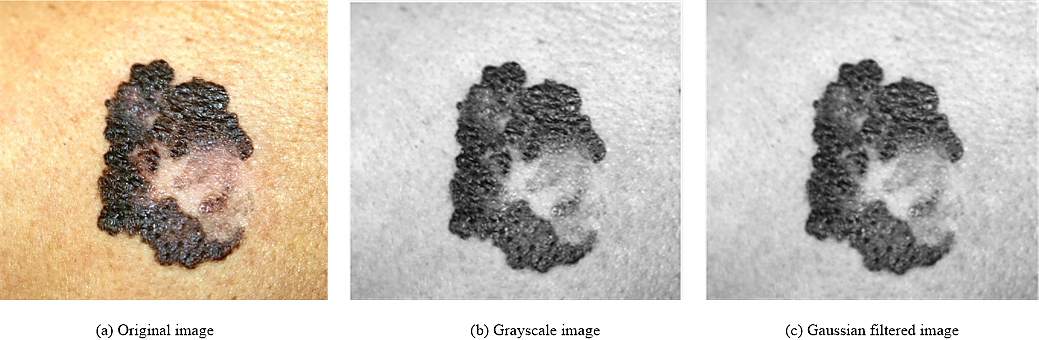 (a) Original image
(b) Grayscale image
(c) Gaussian filtered image